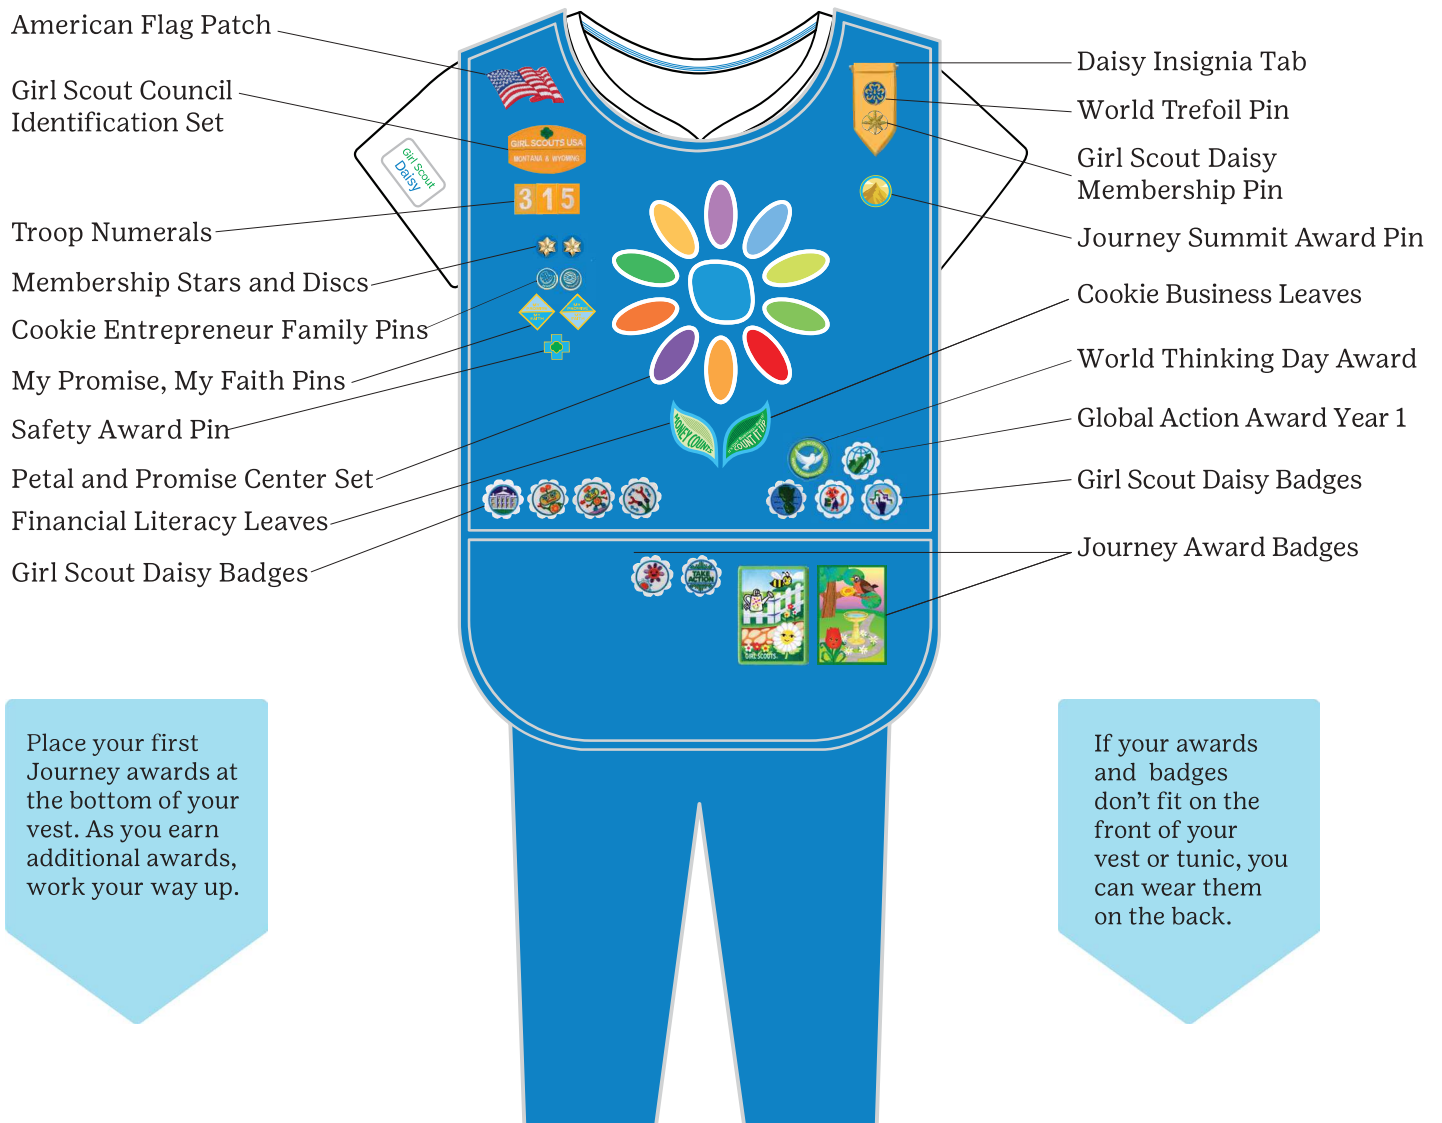 American Flag Patch
Girl Scout Council
Identification Set
Troop Numerals
Membership Stars and Discs
Cookie Entrepreneur Family Pins
My Promise, My Faith Pins
Safety Award Pin
Petal and Promise Center Set
Financial Literacy Leaves
Girl Scout Daisy Badges
Girl Scout
Daisy
GIRL SCOUTS USA
MONTANA & WYOMING
315
MONEY COUNTS
COUNT IT UP
TAKE
ACTION
GIRL SCOUTS
Daisy Insignia Tab
World Trefoil Pin
Girl Scout Daisy
Membership Pin
Journey Summit Award Pin
Cookie Business Leaves
World Thinking Day Award
Global Action Award Year 1
Girl Scout Daisy Badges
Journey Award Badges
Place your first
Journey awards at
the bottom of your
vest. As you earn
additional awards,
work your way up.
If your awards
and badges
don't fit on the
front of your
vest or tunic, you
can wear them
on the back.